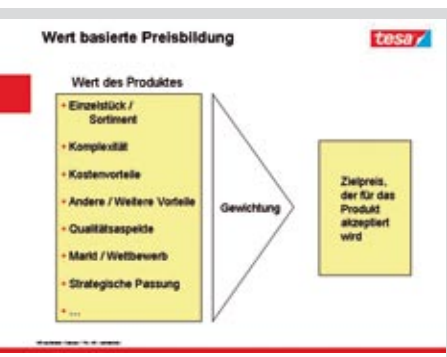 Wert basierte Preisbildung
tesa
Wert des Produktes
• Einzelstück /
Sortiment
• Komplexität
• Kostenvorteile
• Andere / Weitere Vorteile
• Qualitätsaspekte
• Markt / Wettbewerb
• Strategische Passung
• ...
Gewichtung
Zielpreis,
der für das
Produkt
akzeptiert
wird